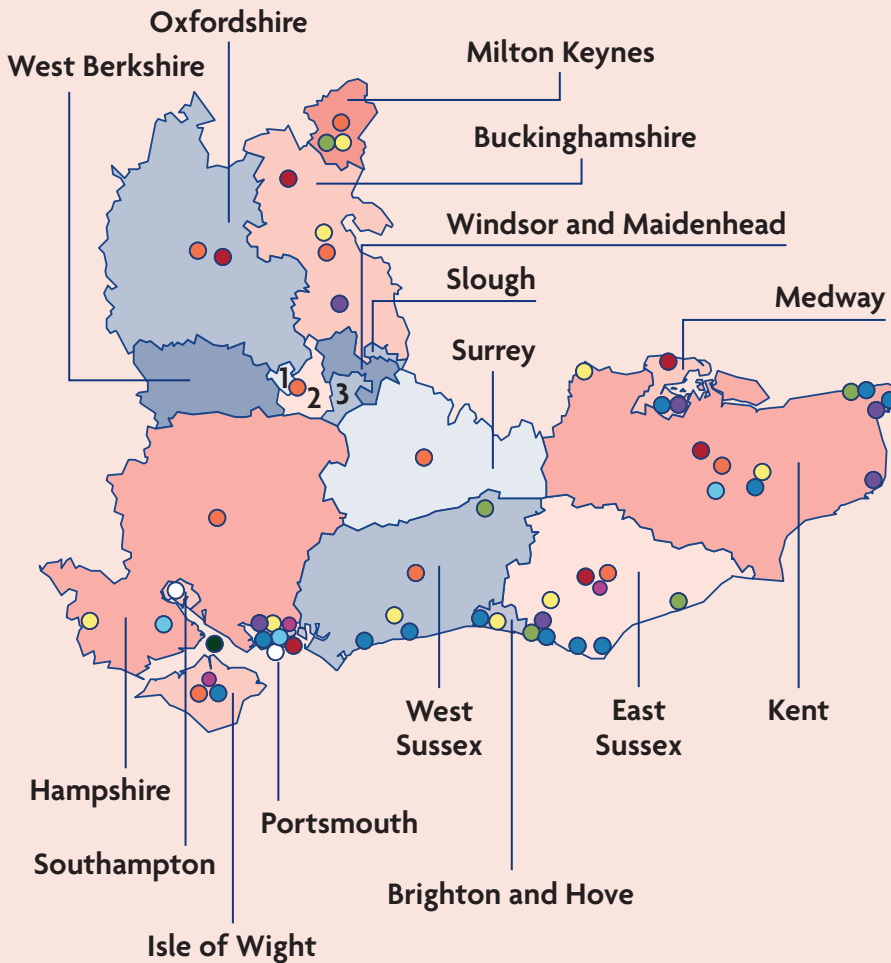 Oxfordshire
West Berkshire
Milton Keynes
Buckinghamshire
Windsor and Maidenhead
Slough
Medway
Surrey
1
2
3
West
Sussex
East
Sussex
Kent
Hampshire
Portsmouth
Southampton
Brighton and Hove
Isle of Wight